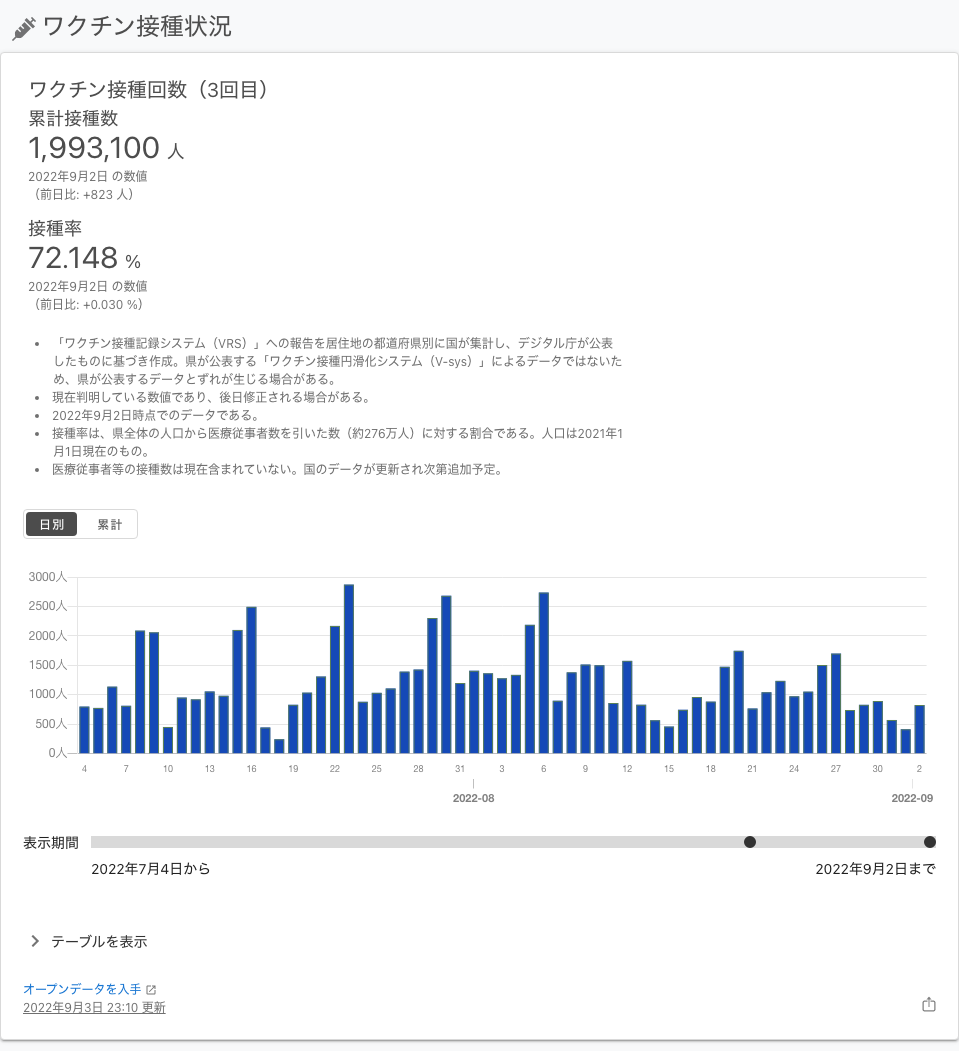 ワクチン接種状況
ワクチン接種回数（3回目）
累計接種数
1,993,100 人
2022年9月2日 の数値
（前日比: +823 人）
接種率
72.148 %
2022年9月2日 の数値
（前日比: +0.030 %）
• 「ワクチン接種記録システム（VRS）」への報告を居住地の都道府県別に国が集計し、デジタル庁が公表
したものに基づき作成。県が公表する「ワクチン接種円滑化システム（V-sys）」によるデータではないた
め、県が公表するデータとずれが生じる場合がある。
• 現在判明している数値であり、後日修正される場合がある。
• 2022年9月2日時点でのデータである。
• 接種率は、県全体の人口から医療従事者数を引いた数（約276万人）に対する割合である。人口は2021年1
月1日現在のもの。
• 医療従事者等の接種数は現在含まれていない。国のデータが更新され次第追加予定。
日別 累計
3000人
2500人
2000人
1500人
1000人
500人
0人
4 7 10 13 16 19 22 25 28 31 3 6 9 12 15 18 21 24 27 30 2
2022-08 2022-09
表示期間
2022年7月4日から 2022年9月2日まで
テーブルを表示
オープンデータを入手
2022年9月3日 23:10 更新